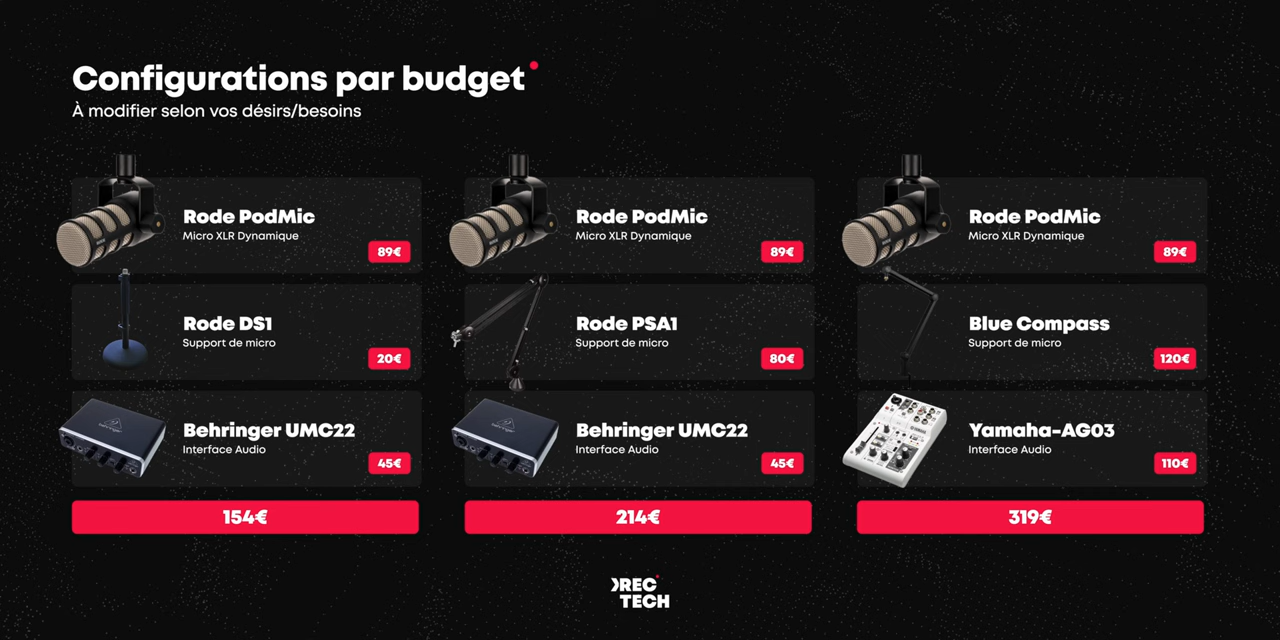 Configurations par budget
À modifier selon vos désirs/besoins
Rode PodMic
Micro XLR Dynamique
89€
Rode DS1
Support de micro
20€
Behringer UMC22
Interface Audio
45€
154€
Rode PodMic
Micro XLR Dynamique
89€
Rode PSA1
Support de micro
80€
Behringer UMC22
Interface Audio
45€
214€
Rode PodMic
Micro XLR Dynamique
89€
Blue Compass
Support de micro
120€
Yamaha-AG03
Interface Audio
110€
319€
REC
TECH